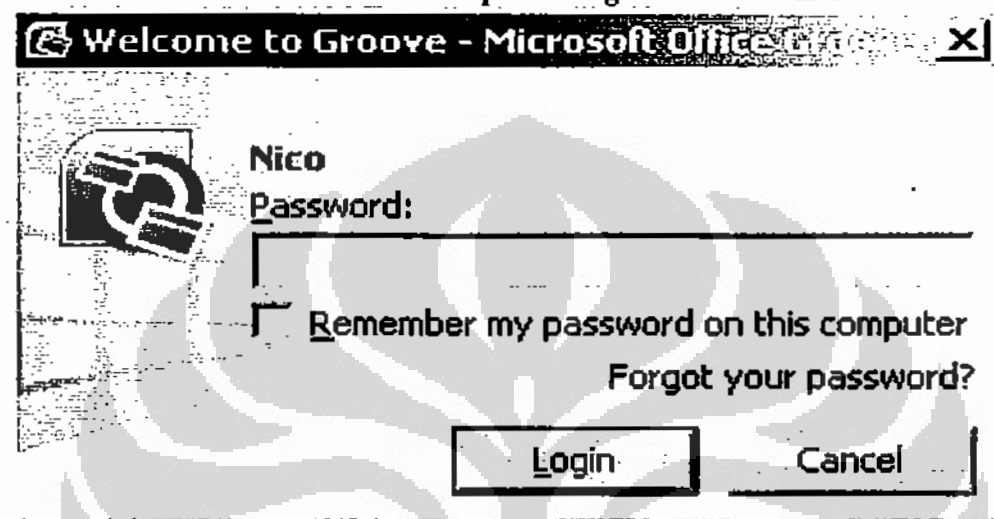 Welcome to Groove - Microsoft Office
Nico
Password:
Remember my password on this computer
Forgot your password?
Login
Cancel